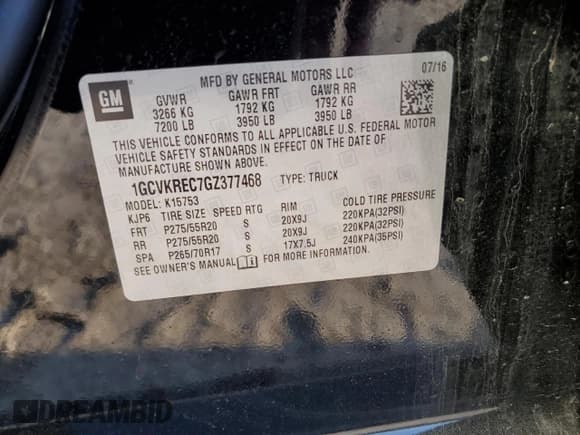 GM
MFD BY GENERAL MOTORS LLC
07/16
GVWR GAWR FRT GAWR RR
3266 KG 1792 KG 1792 KG
7200 LB 3950 LB 3950 LB
THIS VEHICLE CONFORMS TO ALL APPLICABLE U.S. FEDERAL MOTOR
VEHICLE SAFETY STANDARDS IN EFFECT ON THE DATE OF
MANUFACTURE SHOWN ABOVE.
1GCVKREC7GZ377468 TYPE: TRUCK
MODEL: K15753
KJP6 TIRE SIZE SPEED RTG RIM COLD TIRE PRESSURE
FRT P275/55R20 S 20X9J 220KPA(32PSI)
RR P275/55R20 S 20X9J 220KPA(32PSI)
SPA P265/70R17 S 17X7.5J 240KPA(35PSI)
SEE OWNER'S MANUAL FOR MORE INFORMATION.
DREAMBID